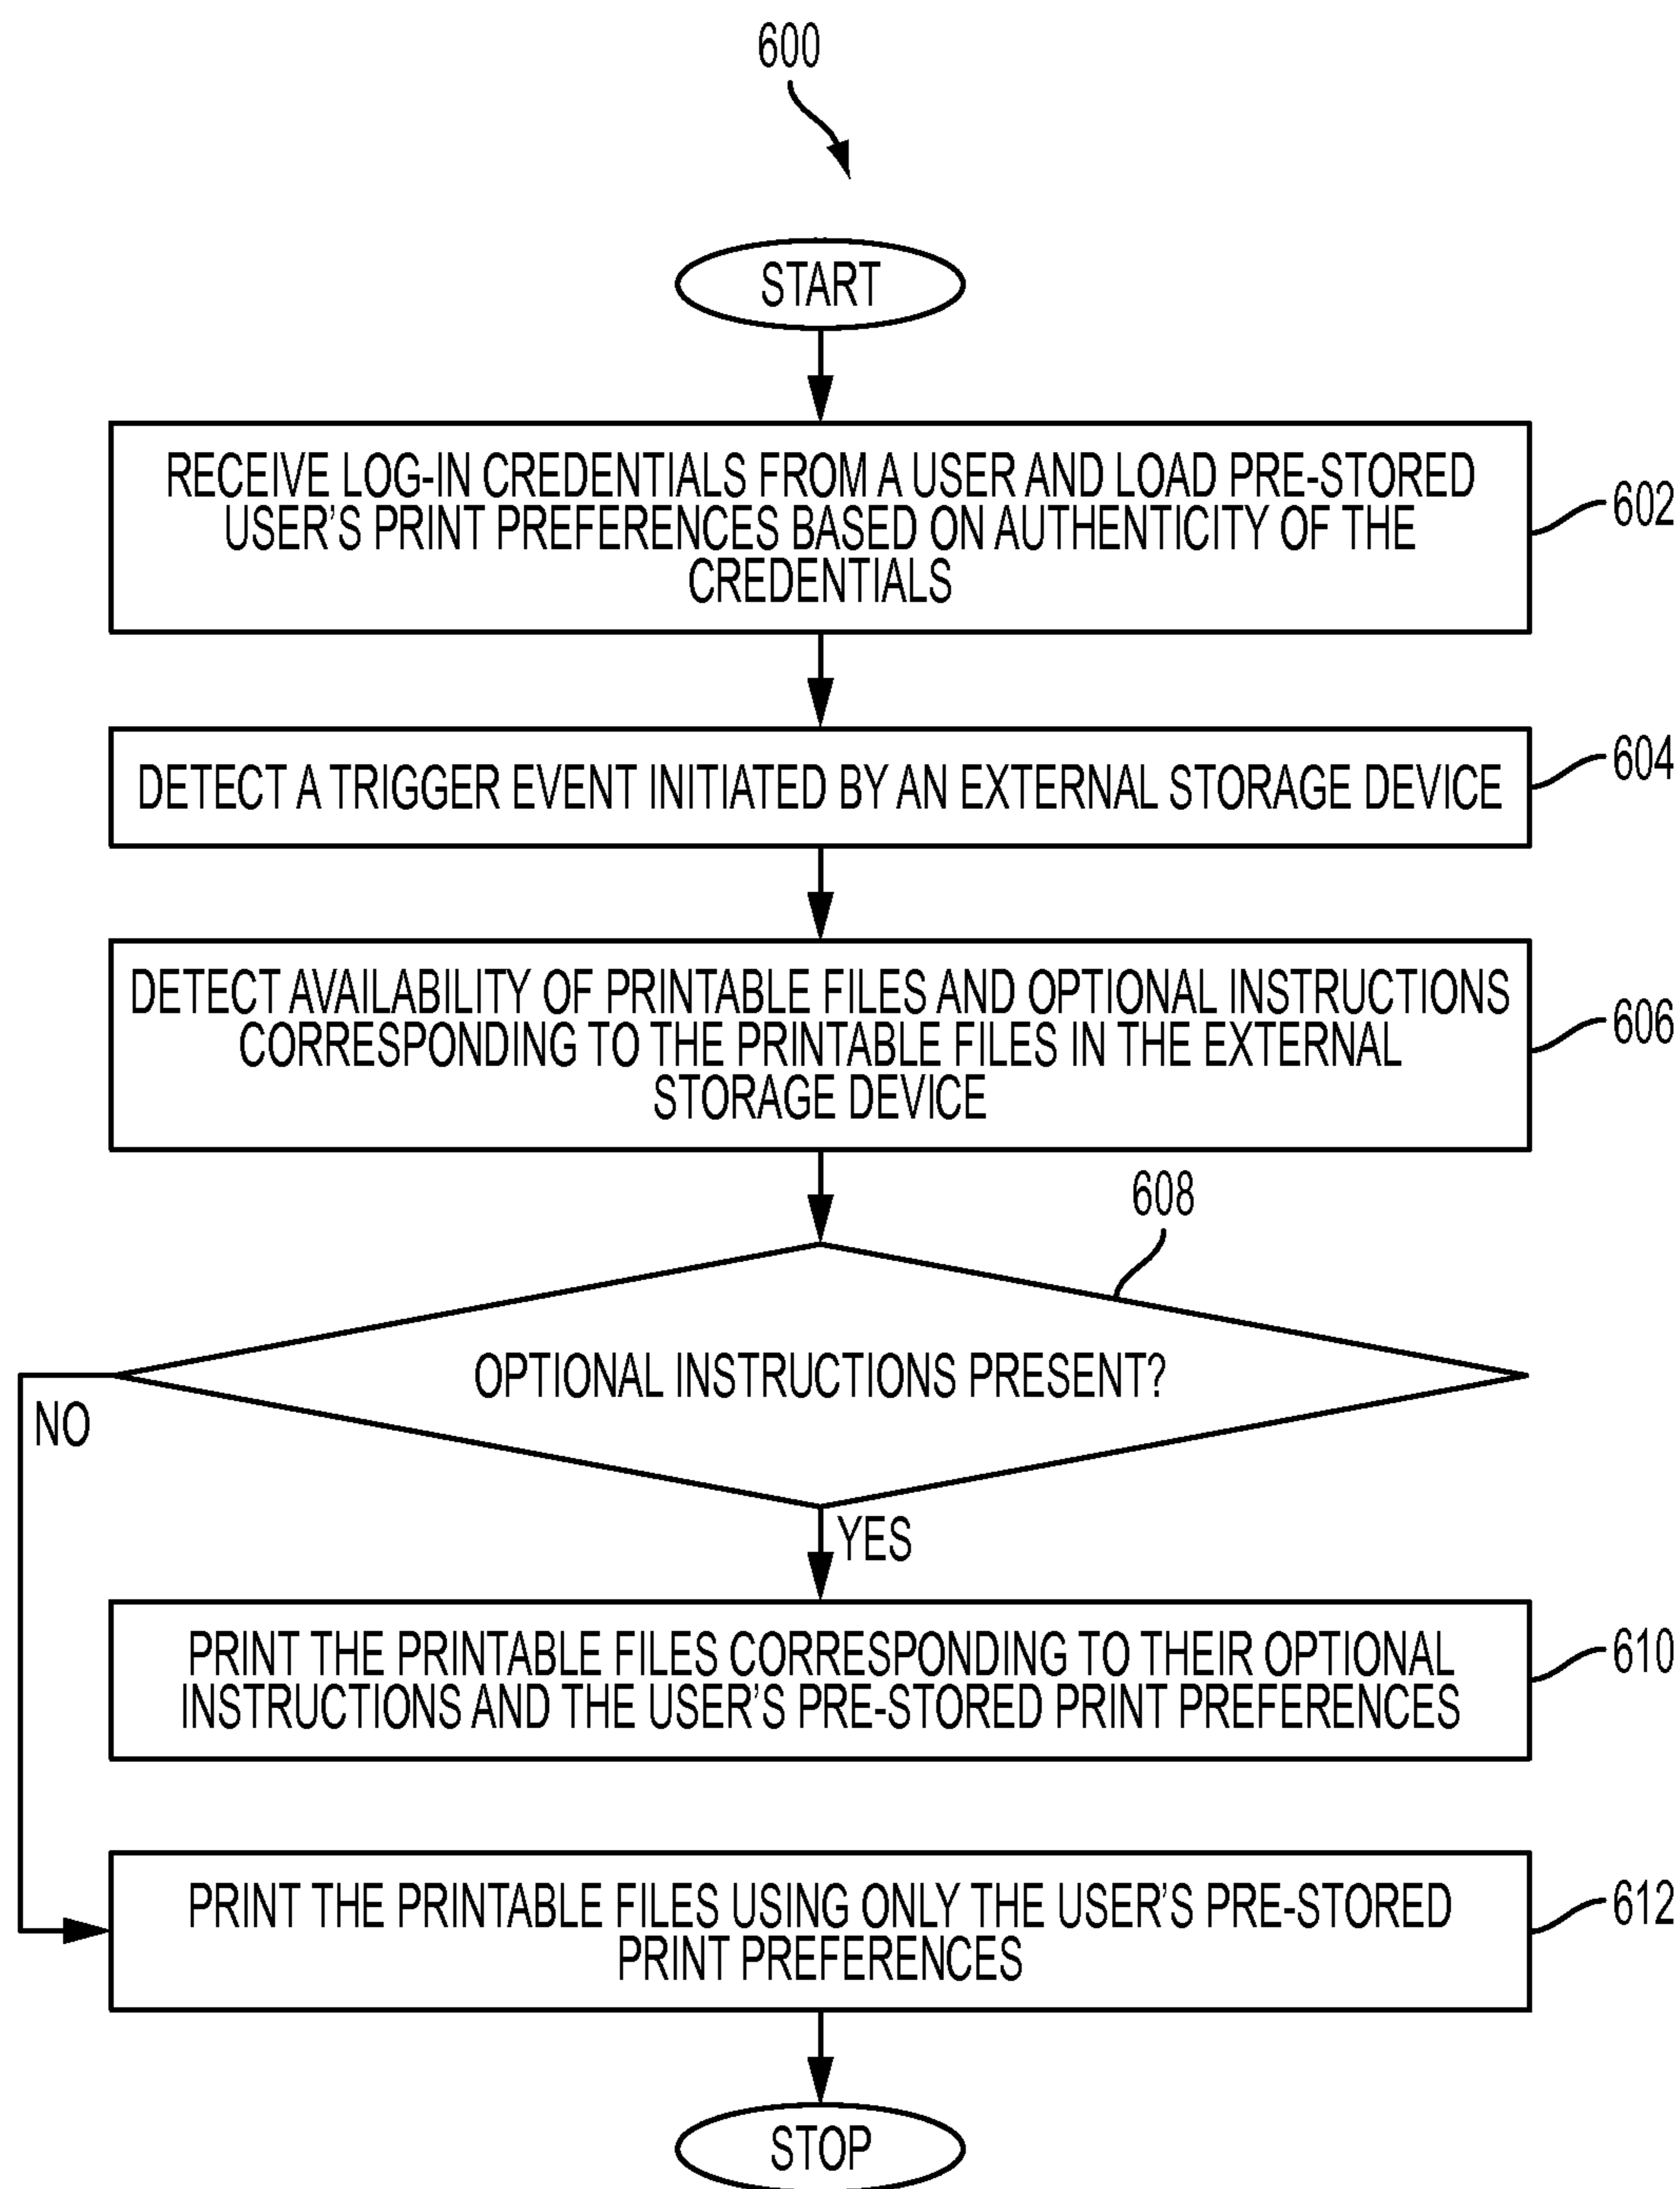 600
START
RECEIVE LOG-IN CREDENTIALS FROM A USER AND LOAD PRE-STORED
USER'S PRINT PREFERENCES BASED ON AUTHENTICITY OF THE
CREDENTIALS
602
DETECT A TRIGGER EVENT INITIATED BY AN EXTERNAL STORAGE DEVICE
604
DETECT AVAILABILITY OF PRINTABLE FILES AND OPTIONAL INSTRUCTIONS
CORRESPONDING TO THE PRINTABLE FILES IN THE EXTERNAL
STORAGE DEVICE
606
608
OPTIONAL INSTRUCTIONS PRESENT?
NO
YES
PRINT THE PRINTABLE FILES CORRESPONDING TO THEIR OPTIONAL
INSTRUCTIONS AND THE USER'S PRE-STORED PRINT PREFERENCES
610
PRINT THE PRINTABLE FILES USING ONLY THE USER'S PRE-STORED
PRINT PREFERENCES
612
STOP